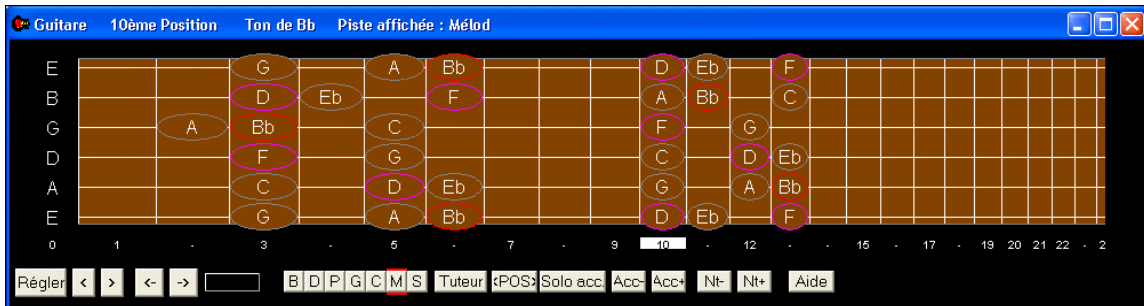 Guitare 10ème Position Ton de Bb Piste affichée : Mélod
E G A Bb D Eb F
B D Eb F A Bb C
G A Bb C F G
D F G C D Eb
A C D Eb G A Bb
E G A Bb D Eb F
0 1 - 3 - 5 - 7 - 9 10 - 12 - - 15 - 17 - 19 20 21 22 - 2
Régler < > <- -> B D P G C M S Tuteur <POS> Solo acc. Acc- Acc+ Nt- Nt+ Aide